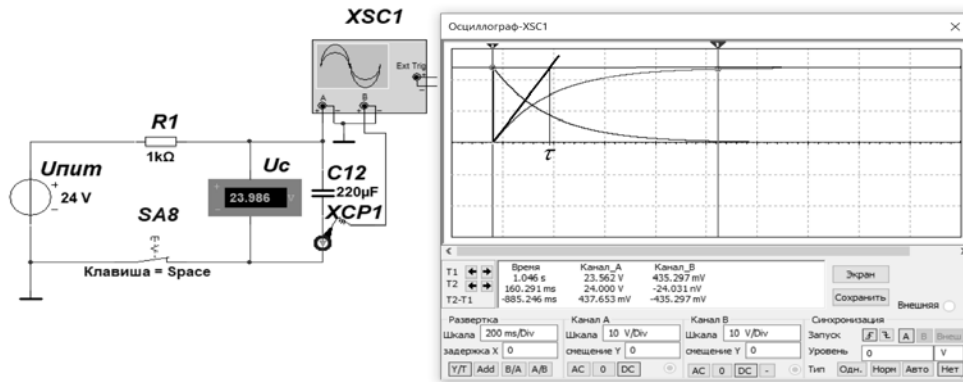 XSC1
Ext Trig
A
B
R1
1kΩ
Uпит
24 V
Uc
23.986
V
C12
220µF
XCP1
SA8
Клавиша = Space
Осциллограф-XSC1
τ
Время Канал_A Канал_B
T1 1.046 s 23.562 V 435.297 mV
T2 160.291 ms 24.000 V -24.031 nV
T2-T1 -885.246 ms 437.653 mV -435.297 mV
Экран
Сохранить
Внешняя
Развертка
Шкала 200 ms/Div
задержка X 0
Y/T Add B/A A/B
Канал A
Шкала 10 V/Div
смещение Y 0
AC 0 DC
Канал B
Шкала 10 V/Div
смещение Y 0
AC 0 DC -
Синхронизация
Запуск A B Внеш
Уровень 0 V
Тип Одн. Норм Авто Нет